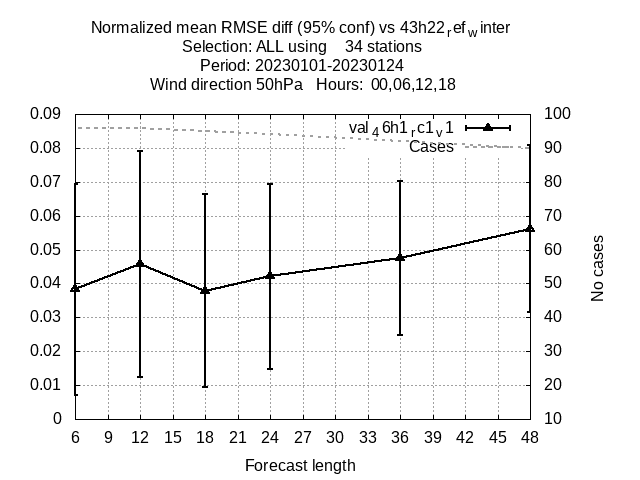 Normalized mean RMSE diff (95% conf) vs 43h22refwinter
Selection: ALL using 34 stations
Period: 20230101-20230124
Wind direction 50hPa Hours: 00,06,12,18
0.09 100
val46h1rc1v1
Cases
0.08 90
0.07 80
0.06 70
0.05 60
0.04 50
0.03 40
0.02 30
0.01 20
0 10
No cases
6 9 12 15 18 21 24 27 30 33 36 39 42 45 48
Forecast length